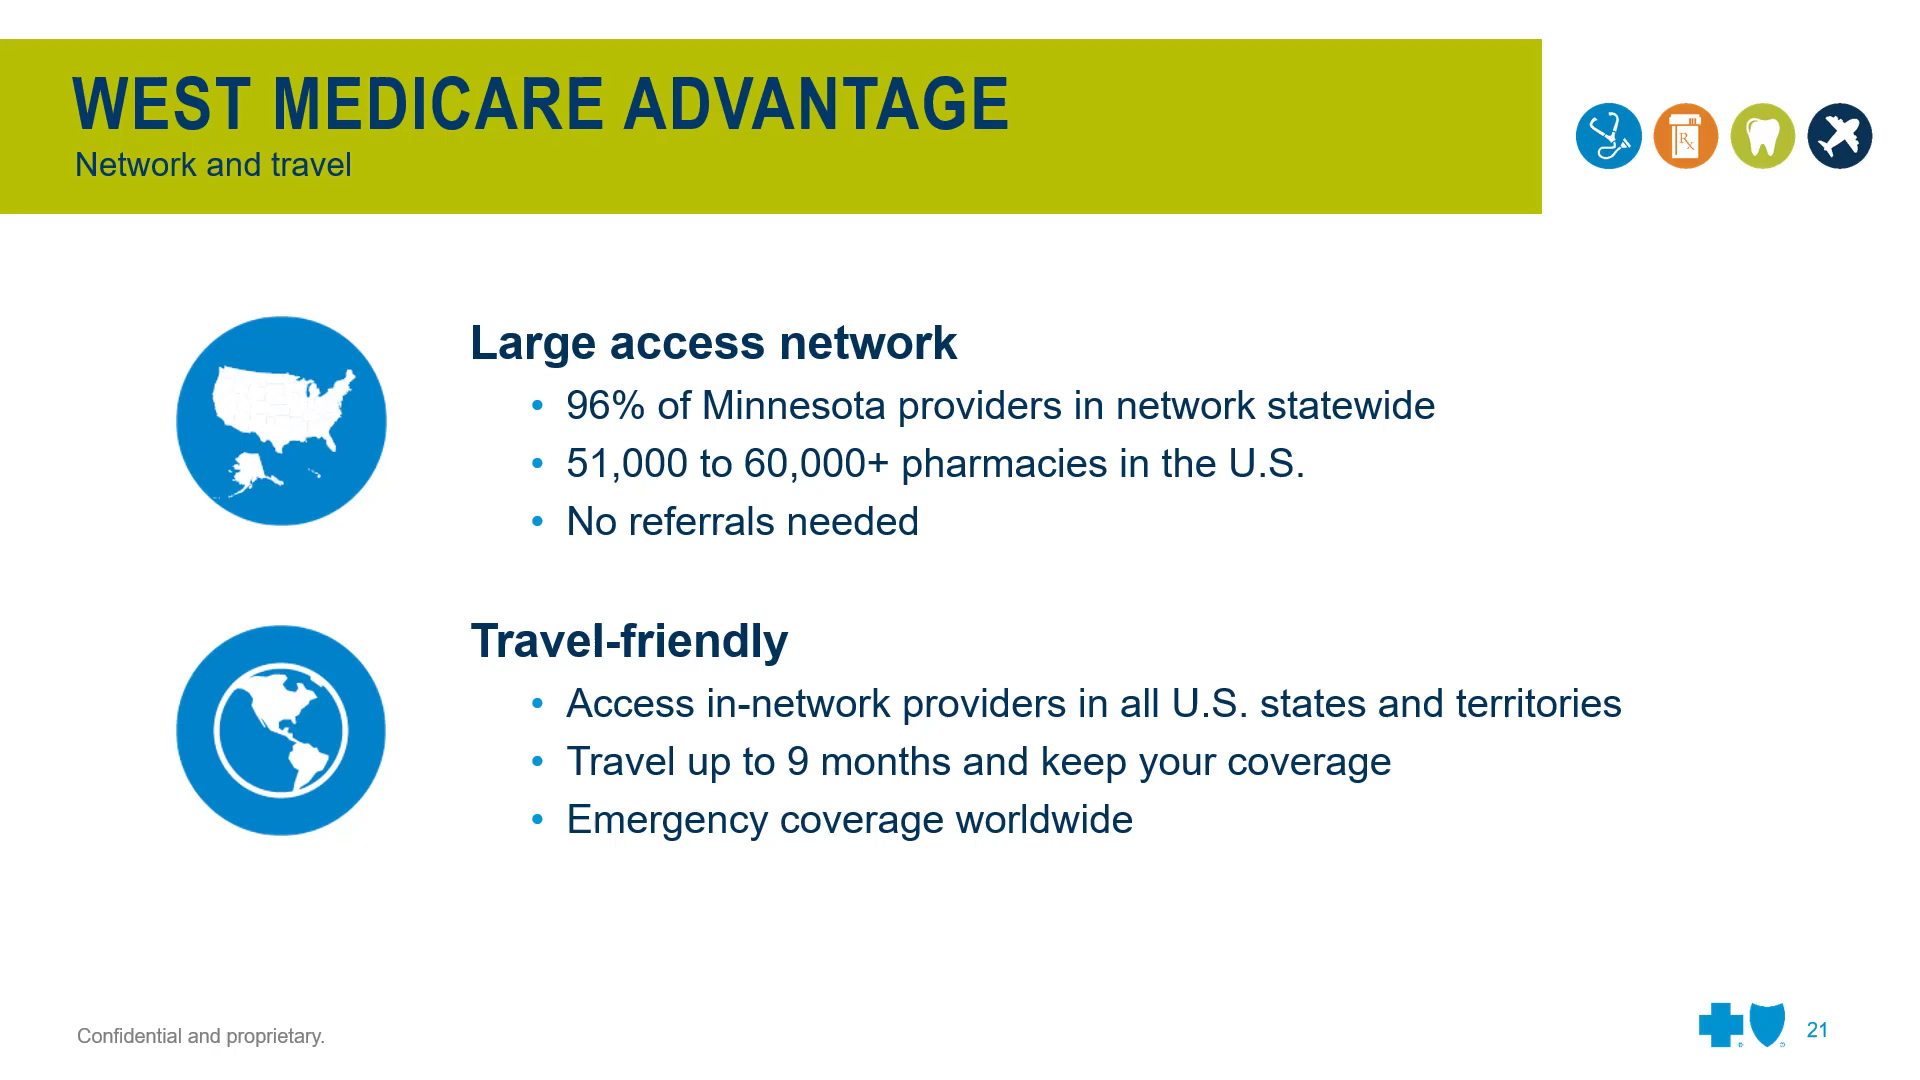 WEST MEDICARE ADVANTAGE
Network and travel
Rx
Large access network
• 96% of Minnesota providers in network statewide
• 51,000 to 60,000+ pharmacies in the U.S.
• No referrals needed
Travel-friendly
• Access in-network providers in all U.S. states and territories
• Travel up to 9 months and keep your coverage
• Emergency coverage worldwide
Confidential and proprietary.
21